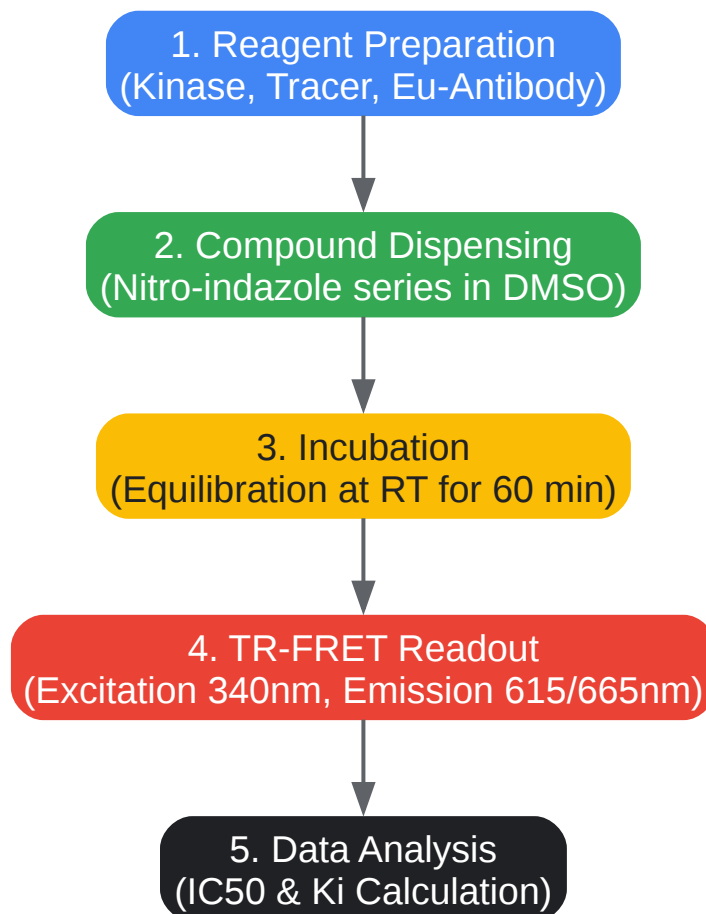 1. Reagent Preparation
(Kinase, Tracer, Eu-Antibody)
2. Compound Dispensing
(Nitro-indazole series in DMSO)
3. Incubation
(Equilibration at RT for 60 min)
4. TR-FRET Readout
(Excitation 340nm, Emission 615/665nm)
5. Data Analysis
(IC50 & Ki Calculation)